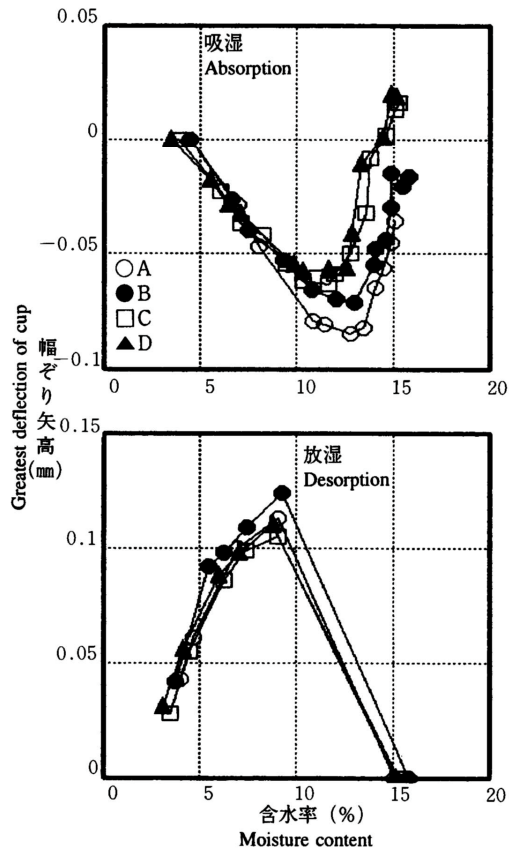 0.05
吸湿
Absorption
0
-0.05
○A
●B
□C
▲D
-0.1
0
5
10
15
20
Greatest deflection of cup
幅ぞり矢高(㎜)
0.15
放湿
Desorption
0.1
0.05
0
0
5
10
15
20
含水率 (%)
Moisture content